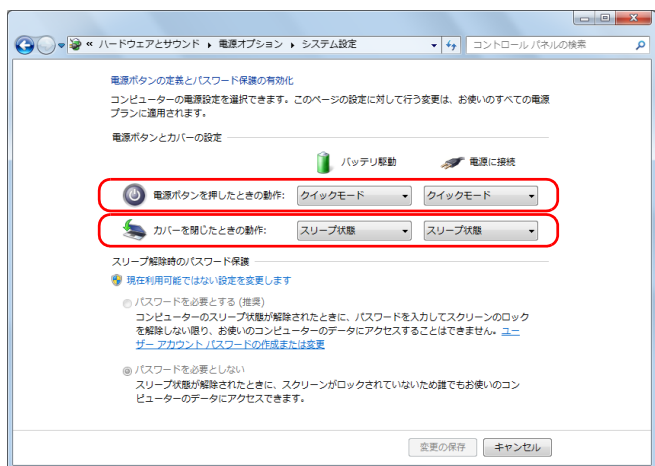 « ハードウェアとサウンド ▸ 電源オプション ▸ システム設定 コントロール パネルの検索
電源ボタンの定義とパスワード保護の有効化
コンピューターの電源設定を選択できます。このページの設定に対して行う変更は、お使いのすべての電源
プランに適用されます。
電源ボタンとカバーの設定
バッテリ駆動 電源に接続
電源ボタンを押したときの動作: クイックモード クイックモード
カバーを閉じたときの動作: スリープ状態 スリープ状態
スリープ解除時のパスワード保護
現在利用可能ではない設定を変更します
パスワードを必要とする (推奨)
コンピューターのスリープ状態が解除されたときに、パスワードを入力してスクリーンのロック
を解除しない限り、お使いのコンピューターのデータにアクセスすることはできません。ユー
ザー アカウント パスワードの作成または変更
パスワードを必要としない
スリープ状態が解除されたときに、スクリーンがロックされていないため誰でもお使いのコン
ピューターのデータにアクセスできます。
変更の保存 キャンセル